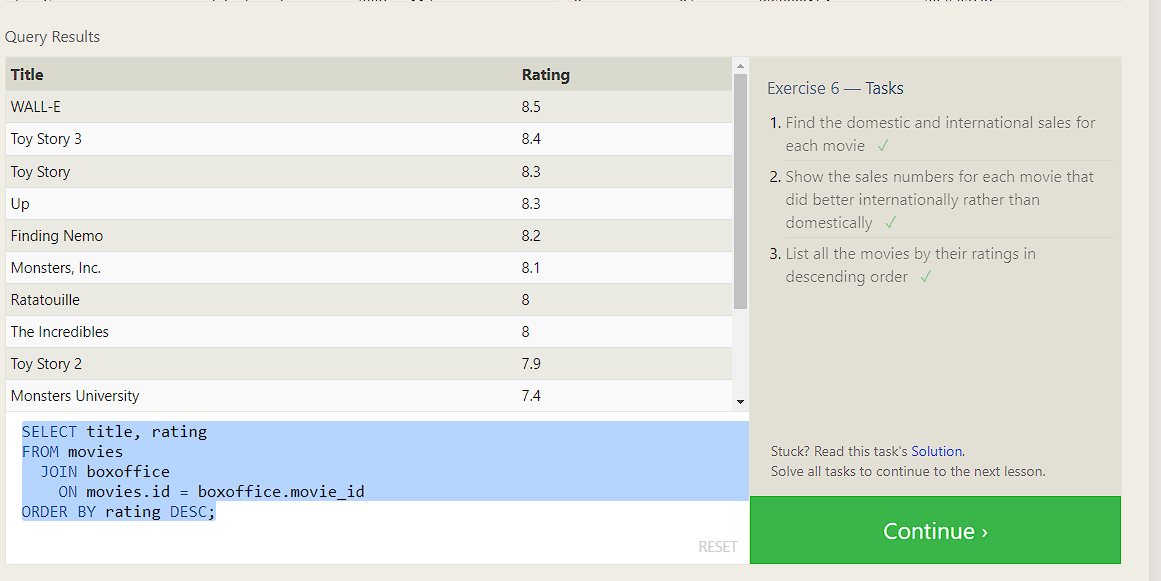 Query Results
Title Rating
WALL-E 8.5
Toy Story 3 8.4
Toy Story 8.3
Up 8.3
Finding Nemo 8.2
Monsters, Inc. 8.1
Ratatouille 8
The Incredibles 8
Toy Story 2 7.9
Monsters University 7.4
SELECT title, rating
FROM movies
JOIN boxoffice
ON movies.id = boxoffice.movie_id
ORDER BY rating DESC;
RESET
Exercise 6 — Tasks
1. Find the domestic and international sales for
each movie ✓
2. Show the sales numbers for each movie that
did better internationally rather than
domestically ✓
3. List all the movies by their ratings in
descending order ✓
Stuck? Read this task's Solution.
Solve all tasks to continue to the next lesson.
Continue ›